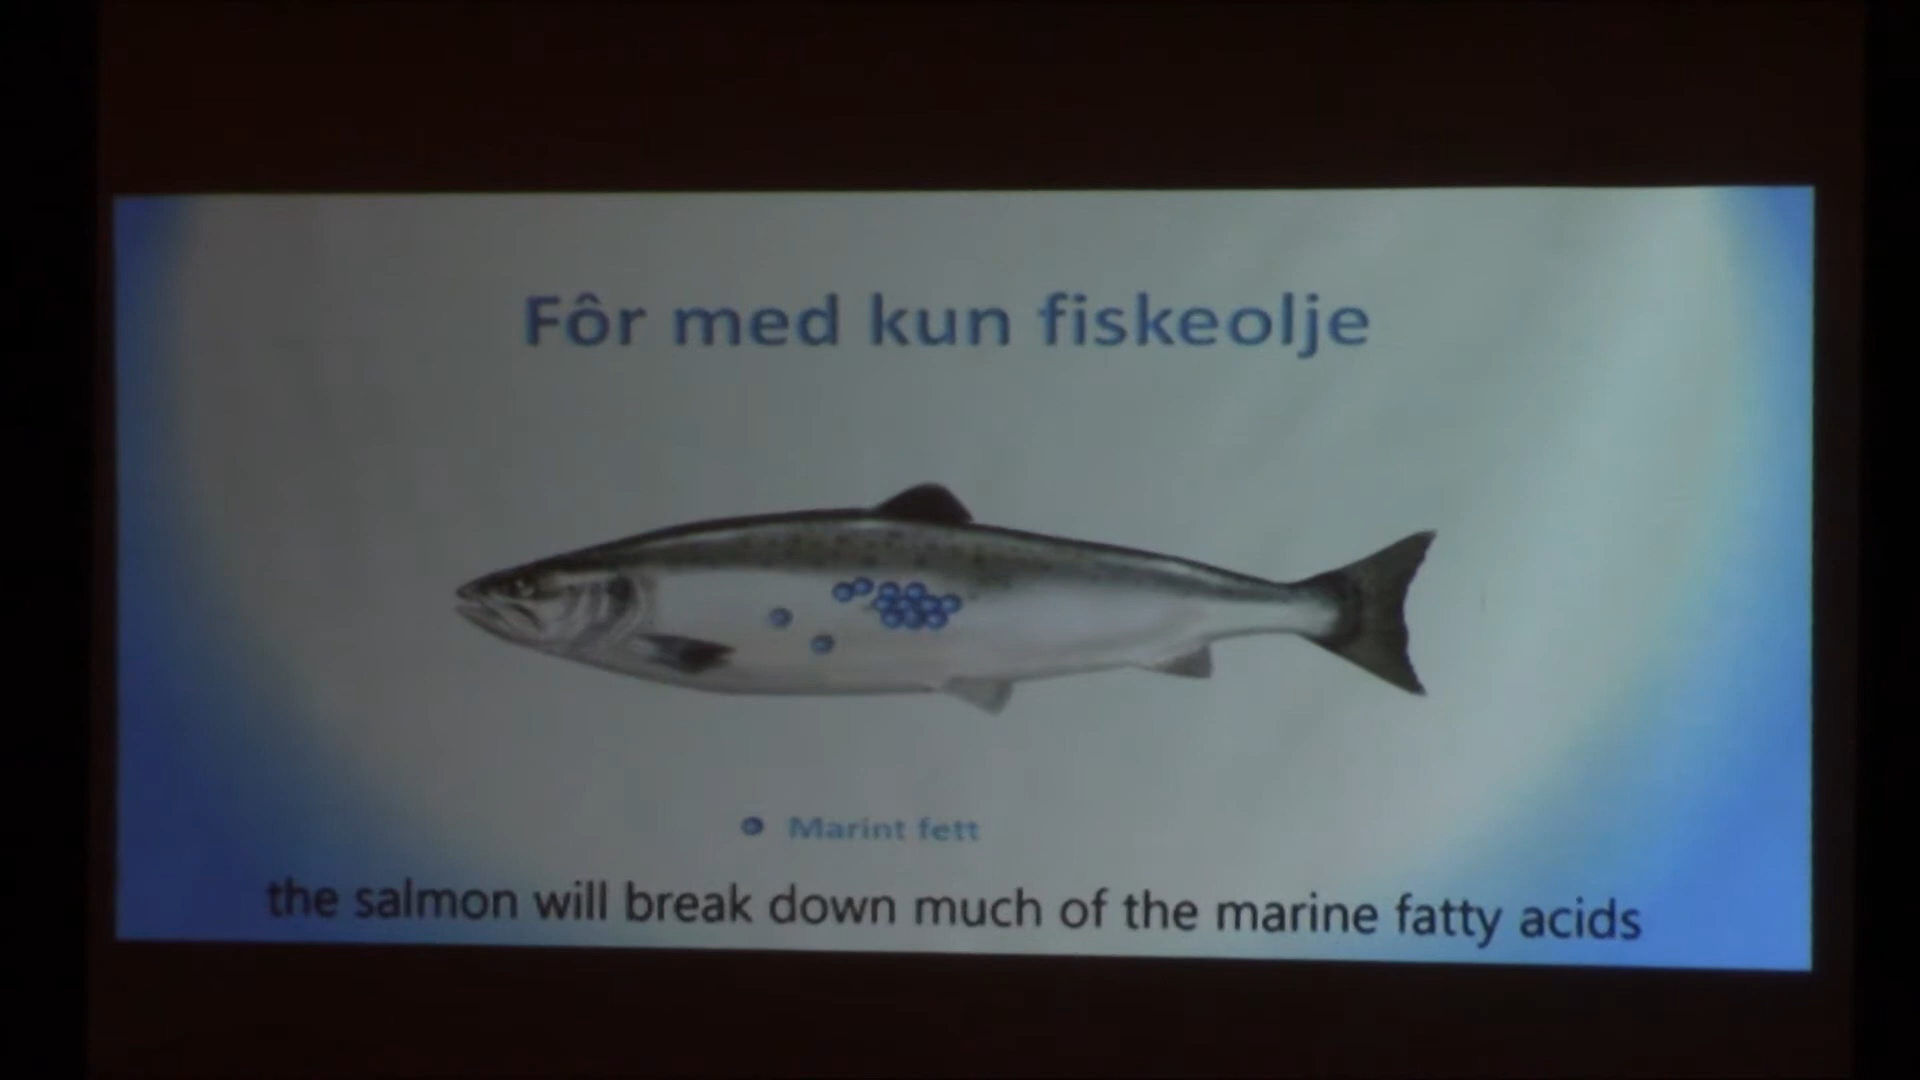 Fôr med kun fiskeolje
Marint fett
the salmon will break down much of the marine fatty acids